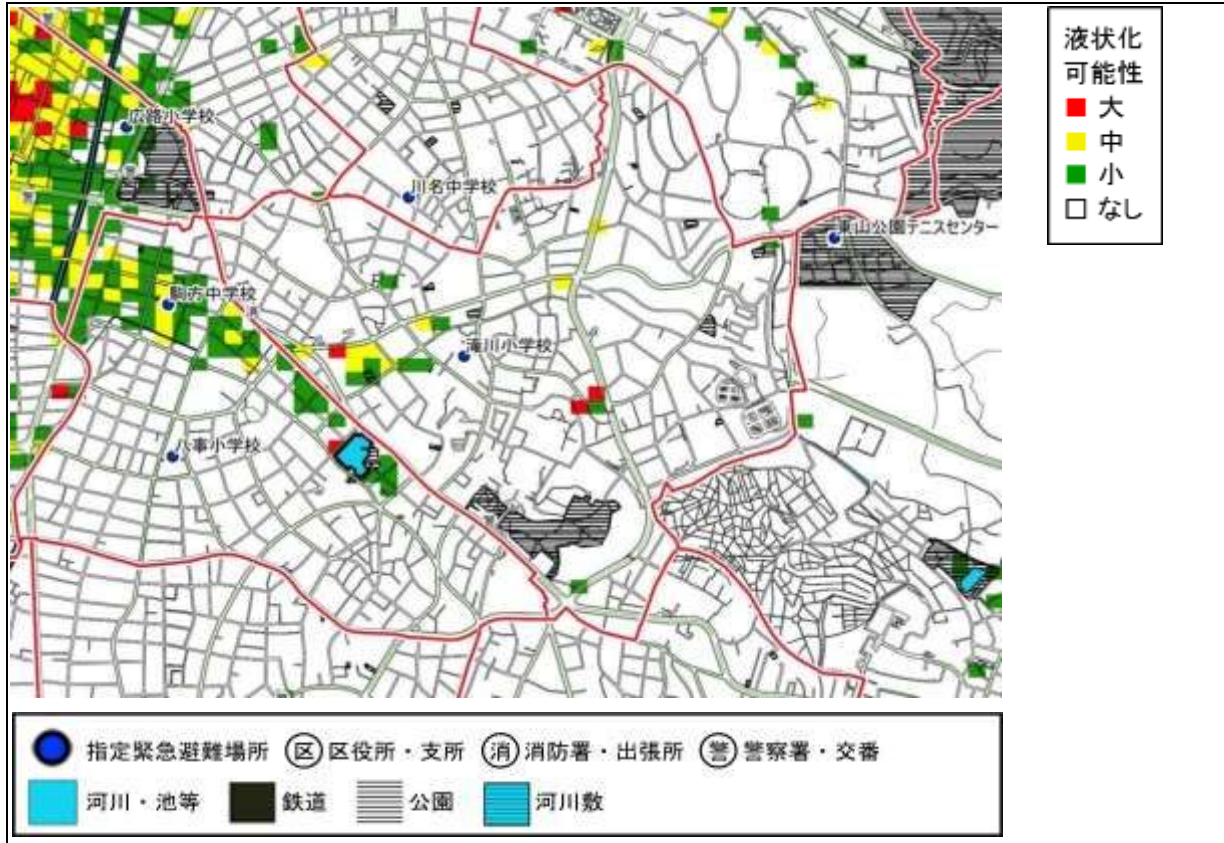 液状化
可能性
大
中
小
なし
広路小学校
川名中学校
東山公園テニスセンター
駒方中学校
滝川小学校
八事小学校
指定緊急避難場所 区 区役所・支所 消 消防署・出張所 警 警察署・交番
河川・池等 鉄道 公園 河川敷